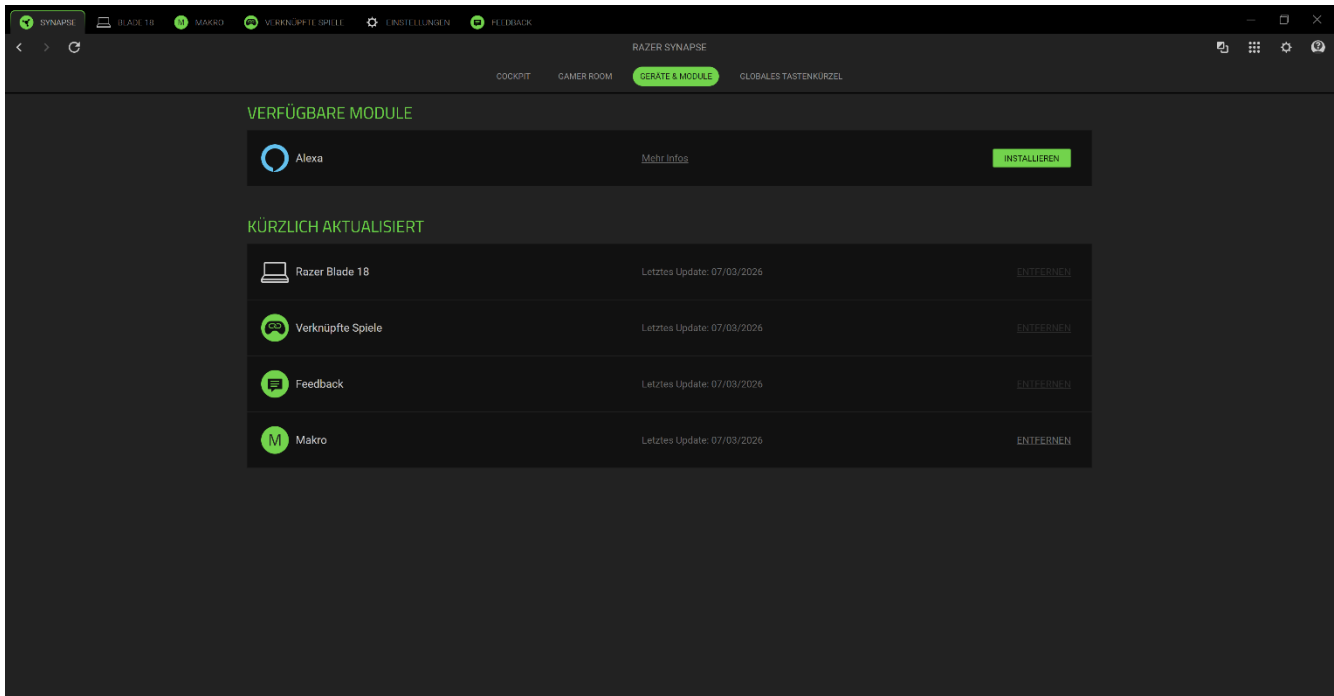 SYNAPSE BLADE 18 M MAKRO VERKNÜPFTE SPIELE EINSTELLUNGEN FEEDBACK
RAZER SYNAPSE
COCKPIT GAMER ROOM GERÄTE & MODULE GLOBALES TASTENKÜRZEL
VERFÜGBARE MODULE
Alexa Mehr Infos INSTALLIEREN
KÜRZLICH AKTUALISIERT
Razer Blade 18 Letztes Update: 07/03/2026 ENTFERNEN
Verknüpfte Spiele Letztes Update: 07/03/2026 ENTFERNEN
Feedback Letztes Update: 07/03/2026 ENTFERNEN
M Makro Letztes Update: 07/03/2026 ENTFERNEN